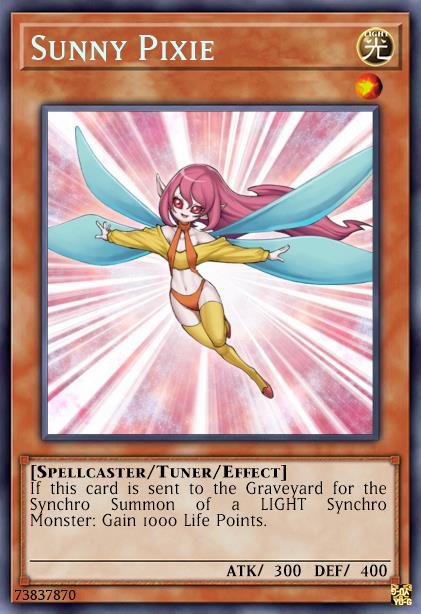 Sunny Pixie
LIGHT
光
[Spellcaster/Tuner/Effect]
If this card is sent to the Graveyard for the
Synchro Summon of a LIGHT Synchro
Monster: Gain 1000 Life Points.
ATK/ 300 DEF/ 400
73837870